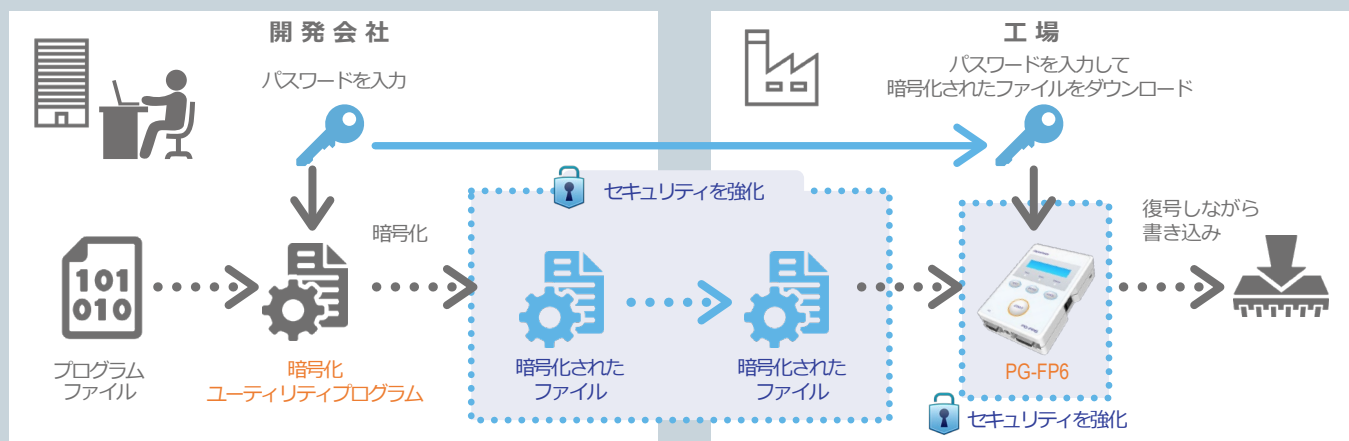 開発会社
パスワードを入力
工場
パスワードを入力して
暗号化されたファイルをダウンロード
セキュリティを強化
暗号化
復号しながら
書き込み
101
010
プログラム
ファイル
暗号化
ユーティリティプログラム
暗号化された
ファイル
暗号化された
ファイル
PG-FP6
セキュリティを強化